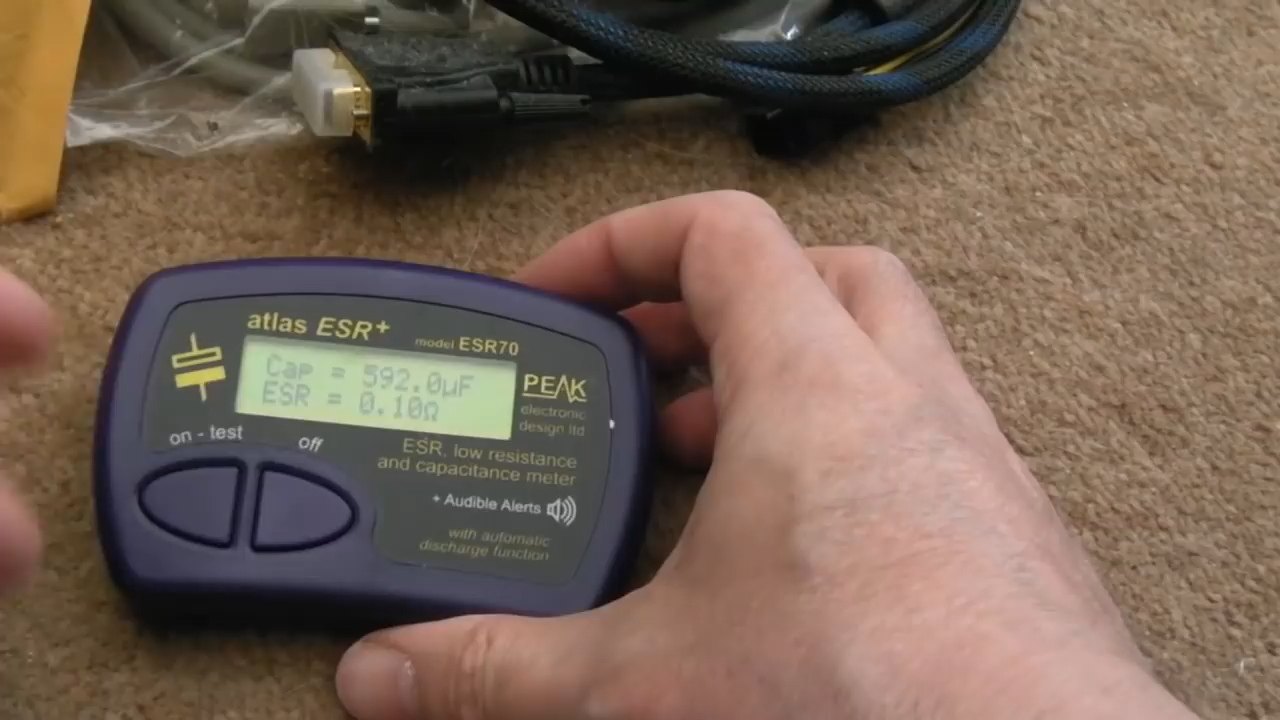 atlas ESR+
model ESR70
Cap = 592.0µF
ESR = 0.10Ω
PEAK
electronic
design ltd
on - test
off
ESR, low resistance
and capacitance meter
+ Audible Alerts
with automatic
discharge function